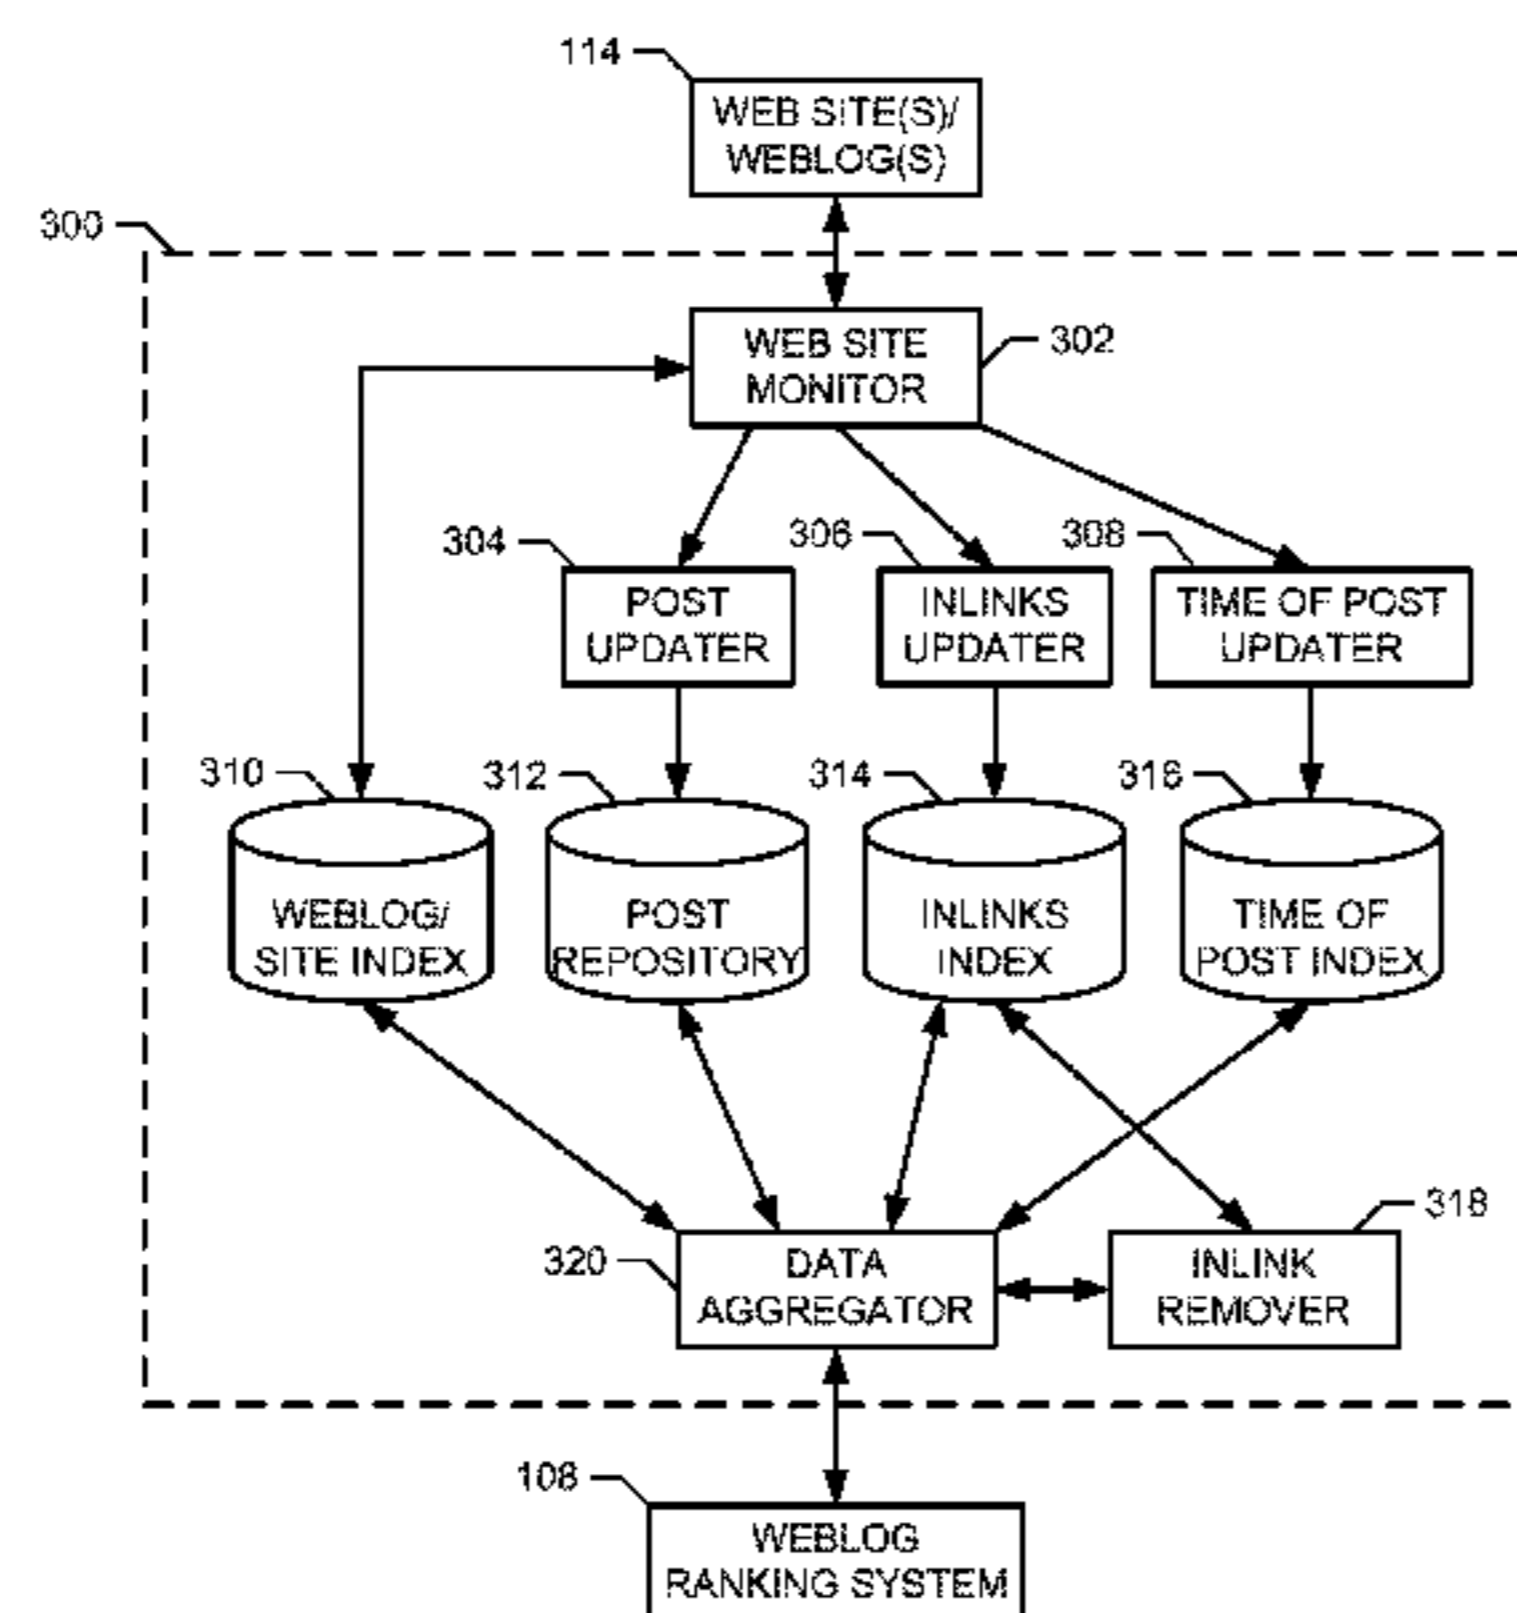 114
WEB SITE(S)/
WEBLOG(S)
300
WEB SITE
MONITOR
302
304
POST
UPDATER
306
INLINKS
UPDATER
308
TIME OF POST
UPDATER
310
WEBLOG/
SITE INDEX
312
POST
REPOSITORY
314
INLINKS
INDEX
316
TIME OF
POST INDEX
320
DATA
AGGREGATOR
318
INLINK
REMOVER
108
WEBLOG
RANKING SYSTEM